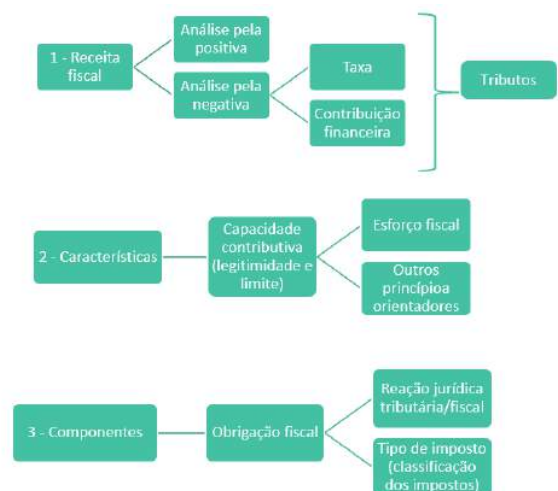 1 - Receita
fiscal
Análise pela
positiva
Análise pela
negativa
Taxa
Contribuição
financeira
Tributos
2 - Características
Capacidade
contributiva
(legitimidade e
limite)
Esforço fiscal
Outros
princípioa
orientadores
3 - Componentes
Obrigação fiscal
Reação jurídica
tributária/fiscal
Tipo de imposto
(classificação
dos impostos)